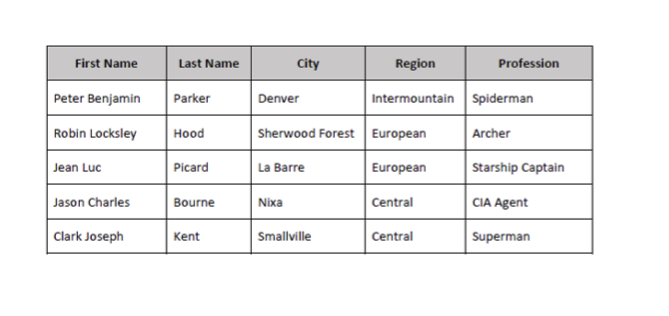 First Name Last Name City Region Profession
Peter Benjamin Parker Denver Intermountain Spiderman
Robin Locksley Hood Sherwood Forest European Archer
Jean Luc Picard La Barre European Starship Captain
Jason Charles Bourne Nixa Central CIA Agent
Clark Joseph Kent Smallville Central Superman